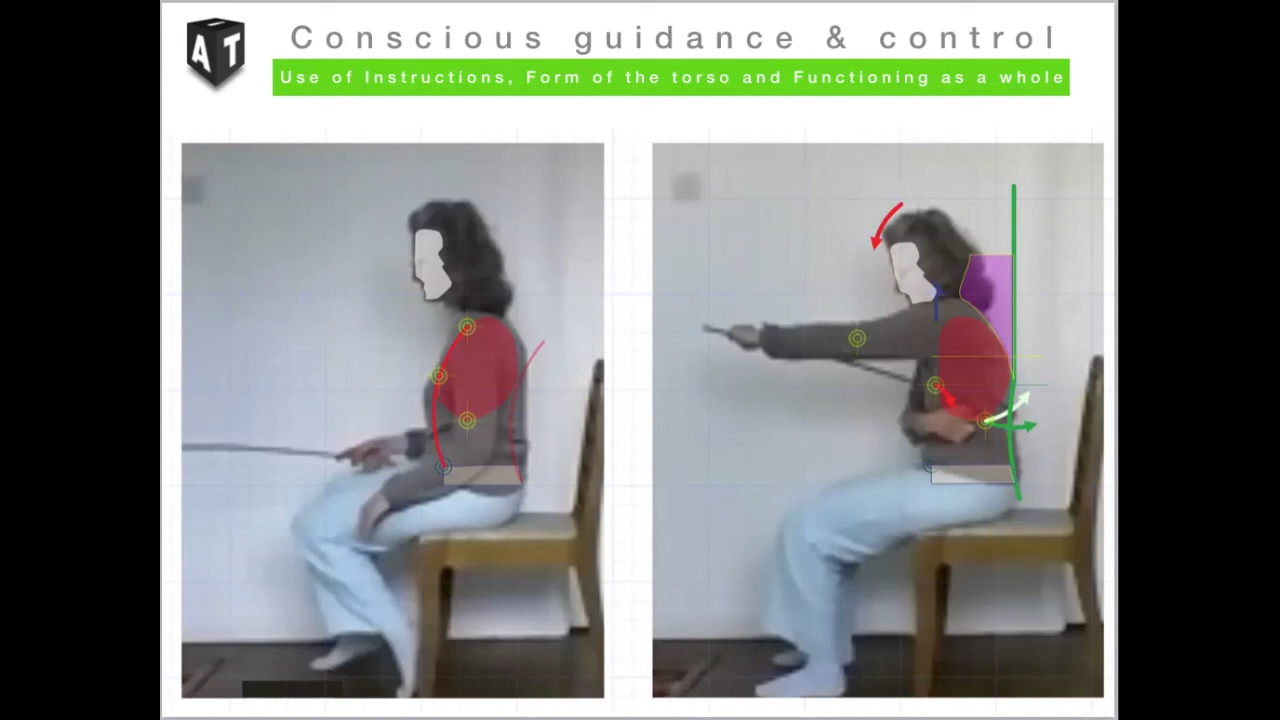 AT
Conscious guidance & control
Use of Instructions, Form of the torso and Functioning as a whole